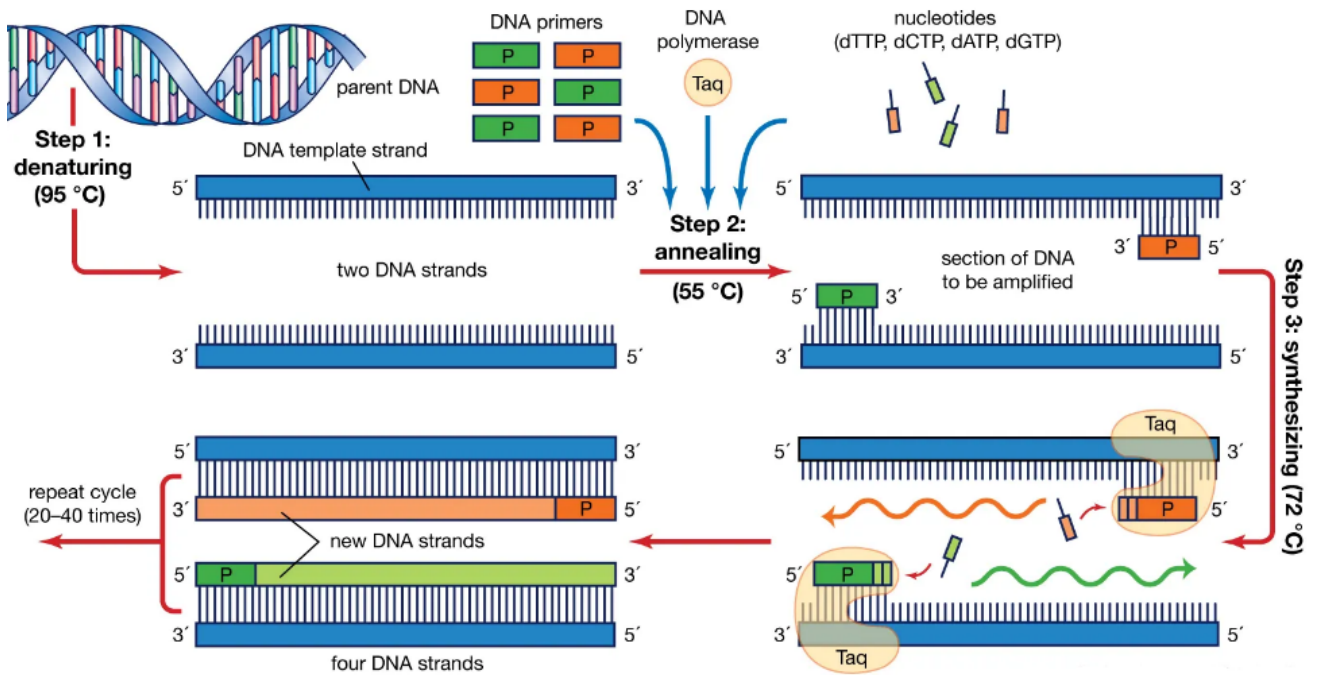 parent DNA
Step 1:
denaturing
(95 °C)
DNA primers
P P
P P
P P
DNA
polymerase
Taq
nucleotides
(dTTP, dCTP, dATP, dGTP)
DNA template strand
5′ 3′
two DNA strands
3′ 5′
Step 2:
annealing
(55 °C)
5′ 3′
3′ P 5′
section of DNA
to be amplified
5′ P 3′
3′ 5′
Step 3: synthesizing (72 °C)
Taq
5′ 3′
P 5′
5′ P
3′ 5′
Taq
5′ 3′
3′ P 5′
new DNA strands
5′ P 3′
3′ 5′
four DNA strands
repeat cycle
(20–40 times)